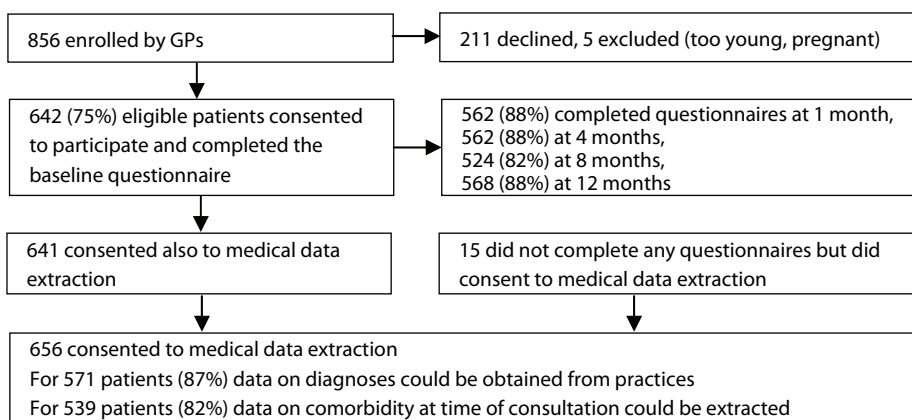 856 enrolled by GPs
211 declined, 5 excluded (too young, pregnant)
642 (75%) eligible patients consented
to participate and completed the
baseline questionnaire
562 (88%) completed questionnaires at 1 month,
562 (88%) at 4 months,
524 (82%) at 8 months,
568 (88%) at 12 months
641 consented also to medical data
extraction
15 did not complete any questionnaires but did
consent to medical data extraction
656 consented to medical data extraction
For 571 patients (87%) data on diagnoses could be obtained from practices
For 539 patients (82%) data on comorbidity at time of consultation could be extracted